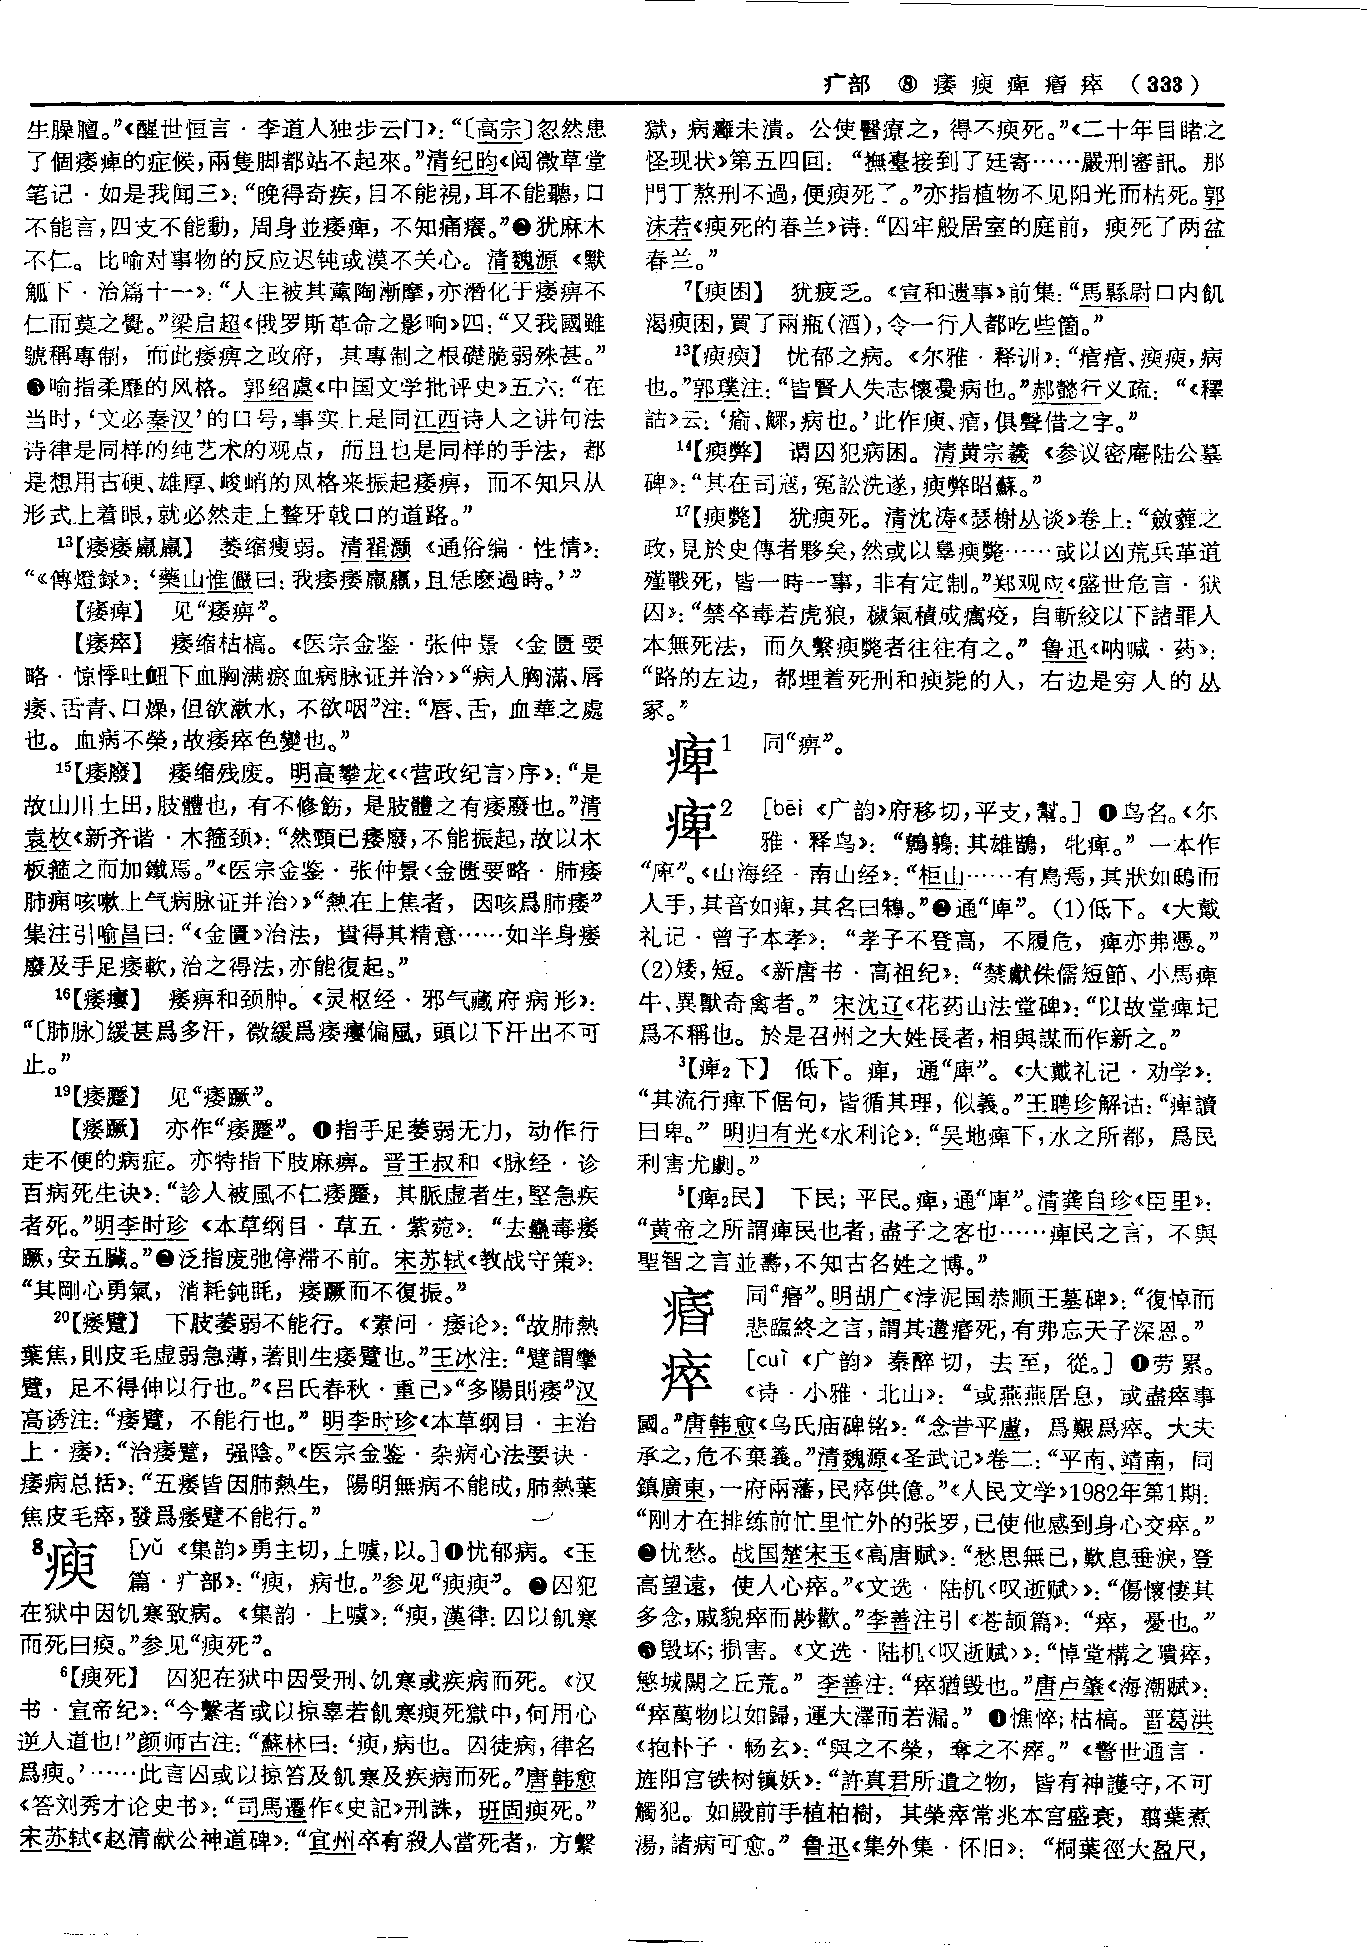 疒部 ⑧ 痿瘐痺㾭瘁 (333)
生臊膻。”《醒世恒言·李道人独步云门》:“〔高宗〕忽然患
了個痿痺的症候,兩隻脚都站不起來。”清纪昀《阅微草堂
笔记·如是我闻三》:“晚得奇疾,目不能視,耳不能聽,口
不能言,四支不能動,周身並痿痺,不知痛癢。”❷犹麻木
不仁。比喻对事物的反应迟钝或漠不关心。清魏源《默
觚下·治篇十一》:“人主被其薰陶漸摩,亦潛化于痿痹不
仁而莫之覺。”梁启超《俄罗斯革命之影响》四:“又我國雖
號稱專制,而此痿痹之政府,其專制之根礎脆弱殊甚。”
❸喻指柔靡的风格。郭绍虞《中国文学批评史》五六:“在
当时,‘文必秦汉’的口号,事实上是同江西诗人之讲句法
诗律是同样的纯艺术的观点,而且也是同样的手法,都
是想用古硬、雄厚、峻峭的风格来振起痿痹,而不知只从
形式上着眼,就必然走上聱牙戟口的道路。”
13【痿痿羸羸】 萎缩瘦弱。清翟灏《通俗编·性情》:
“《傳燈録》:‘藥山惟儼曰:我痿痿羸羸,且恁麽過時。’”
【痿痺】 见“痿痹”。
【痿瘁】 痿缩枯槁。《医宗金鉴·张仲景〈金匮要
略·惊悸吐衄下血胸满瘀血病脉证并治〉》“病人胸滿、唇
痿、舌青、口燥,但欲漱水,不欲咽”注:“唇、舌,血華之處
也。血病不榮,故痿瘁色變也。”
15【痿廢】 痿缩残废。明高攀龙《〈营政纪言〉序》:“是
故山川土田,肢體也,有不修飭,是肢體之有痿廢也。”清
袁枚《新齐谐·木箍颈》:“然頸已痿廢,不能振起,故以木
板箍之而加鐵焉。”《医宗金鉴·张仲景〈金匮要略·肺痿
肺痈咳嗽上气病脉证并治〉》“熱在上焦者,因咳爲肺痿”
集注引喻昌曰:“《金匱》治法,貴得其精意……如半身痿
廢及手足痿軟,治之得法,亦能復起。”
16【痿瘻】 痿痹和颈肿。《灵枢经·邪气藏府病形》:
“〔肺脉〕緩甚爲多汗,微緩爲痿瘻偏風,頭以下汗出不可
止。”
19【痿蹷】 见“痿蹶”。
【痿蹶】 亦作“痿蹷”。❶指手足萎弱无力,动作行
走不便的病症。亦特指下肢麻痹。晋王叔和《脉经·诊
百病死生诀》:“診人被風不仁痿蹷,其脈虚者生,堅急疾
者死。”明李时珍《本草纲目·草五·紫菀》:“去蠱毒痿
蹶,安五臟。”❷泛指废弛停滞不前。宋苏轼《教战守策》:
“其剛心勇氣,消耗鈍眊,痿蹶而不復振。”
20【痿躄】 下肢萎弱不能行。《素问·痿论》:“故肺熱
葉焦,則皮毛虚弱急薄,著則生痿躄也。”王冰注:“躄謂攣
躄,足不得伸以行也。”《吕氏春秋·重己》“多陽則痿”汉
高诱注:“痿躄,不能行也。”明李时珍《本草纲目·主治
上·痿》:“治痿躄,强陰。”《医宗金鉴·杂病心法要诀·
痿病总括》:“五痿皆因肺熱生,陽明無病不能成,肺熱葉
焦皮毛瘁,發爲痿躄不能行。”
8瘐 [yǔ《集韵》勇主切,上噳,以。]❶忧郁病。《玉
篇·疒部》:“瘐,病也。”参见“瘐瘐”。❷囚犯
在狱中因饥寒致病。《集韵·上噳》:“瘐,漢律:囚以飢寒
而死曰瘐。”参见“瘐死”。
6【瘐死】 囚犯在狱中因受刑、饥寒或疾病而死。《汉
书·宣帝纪》:“今繫者或以掠辜若飢寒瘐死獄中,何用心
逆人道也!”颜师古注:“蘇林曰:‘瘐,病也。囚徒病,律名
爲瘐。’……此言囚或以掠笞及飢寒及疾病而死。”唐韩愈
《答刘秀才论史书》:“司馬遷作《史記》刑誅,班固瘐死。”
宋苏轼《赵清献公神道碑》:“宜州卒有殺人當死者,方繫
獄,病癰未潰。公使醫療之,得不瘐死。”《二十年目睹之
怪现状》第五四回:“撫臺接到了廷寄……嚴刑審訊。那
門丁熬刑不過,便瘐死了。”亦指植物不见阳光而枯死。郭
沫若《瘐死的春兰》诗:“囚牢般居室的庭前,瘐死了两盆
春兰。”
7【瘐困】 犹疲乏。《宣和遗事》前集:“馬縣尉口内飢
渴瘐困,買了兩瓶(酒),令一行人都吃些箇。”
13【瘐瘐】 忧郁之病。《尔雅·释训》:“痯痯、瘐瘐,病
也。”郭璞注:“皆賢人失志懷憂病也。”郝懿行义疏:“《釋
詁》云:‘瘉、鰥,病也。’此作瘐、痯,俱聲借之字。”
14【瘐弊】 谓囚犯病困。清黄宗羲《参议密庵陆公墓
碑》:“其在司寇,冤訟洗遂,瘐弊昭蘇。”
17【瘐斃】 犹瘐死。清沈涛《瑟榭丛谈》卷上:“斂薶之
政,見於史傳者夥矣,然或以辠瘐斃……或以凶荒兵革道
殣戰死,皆一時一事,非有定制。”郑观应《盛世危言·狱
囚》:“禁卒毒若虎狼,穢氣積成癘疫,自斬絞以下諸罪人
本無死法,而久繫瘐斃者往往有之。”鲁迅《呐喊·药》:
“路的左边,都埋着死刑和瘐毙的人,右边是穷人的丛
冢。”
痺1 同“痹”。
痺2 [bēi《广韵》府移切,平支,幫。]❶鸟名。《尔
雅·释鸟》:“鷯鶉:其雄鶛,牝痺。”一本作
“庳”。《山海经·南山经》:“柜山……有鳥焉,其狀如鴟而
人手,其音如痺,其名曰鴸。”❷通“庳”。(1)低下。《大戴
礼记·曾子本孝》:“孝子不登高,不履危,痺亦弗憑。”
(2)矮,短。《新唐书·高祖纪》:“禁獻侏儒短節、小馬痺
牛、異獸奇禽者。”宋沈辽《花药山法堂碑》:“以故堂痺圮
爲不稱也。於是召州之大姓長者,相與謀而作新之。”
3【痺2下】 低下。痺,通“庳”。《大戴礼记·劝学》:
“其流行痺下倨句,皆循其理,似義。”王聘珍解诂:“痺讀
曰卑。”明归有光《水利论》:“吴地痺下,水之所都,爲民
利害尤劇。”
5【痺2民】 下民;平民。痺,通“庳”。清龚自珍《臣里》:
“黄帝之所謂痺民也者,盡子之客也……痺民之言,不與
聖智之言並壽,不知古名姓之博。”
㾭 同“瘖”。明胡广《浡泥国恭顺王墓碑》:“復悼而
悲臨終之言,謂其遘㾭死,有弗忘天子深恩。”
瘁 [cuì《广韵》秦醉切,去至,從。]❶劳累。
《诗·小雅·北山》:“或燕燕居息,或盡瘁事
國。”唐韩愈《乌氏庙碑铭》:“念昔平盧,爲艱爲瘁。大夫
承之,危不棄義。”清魏源《圣武记》卷二:“平南、靖南,同
鎮廣東,一府兩藩,民瘁供億。”《人民文学》1982年第1期:
“刚才在排练前忙里忙外的张罗,已使他感到身心交瘁。”
❷忧愁。战国楚宋玉《高唐赋》:“愁思無已,歎息垂淚,登
高望遠,使人心瘁。”《文选·陆机〈叹逝赋〉》:“傷懷悽其
多念,戚貌瘁而尟歡。”李善注引《苍颉篇》:“瘁,憂也。”
❸毁坏;损害。《文选·陆机〈叹逝赋〉》:“悼堂構之隤瘁,
慜城闕之丘荒。”李善注:“瘁猶毁也。”唐卢肇《海潮赋》:
“瘁萬物以如歸,運大澤而若漏。”❹憔悴;枯槁。晋葛洪
《抱朴子·畅玄》:“與之不榮,奪之不瘁。”《警世通言·
旌阳宫铁树镇妖》:“許真君所遺之物,皆有神護守,不可
觸犯。如殿前手植柏樹,其榮瘁常兆本宫盛衰,翦葉煮
湯,諸病可愈。”鲁迅《集外集·怀旧》:“桐葉徑大盈尺,